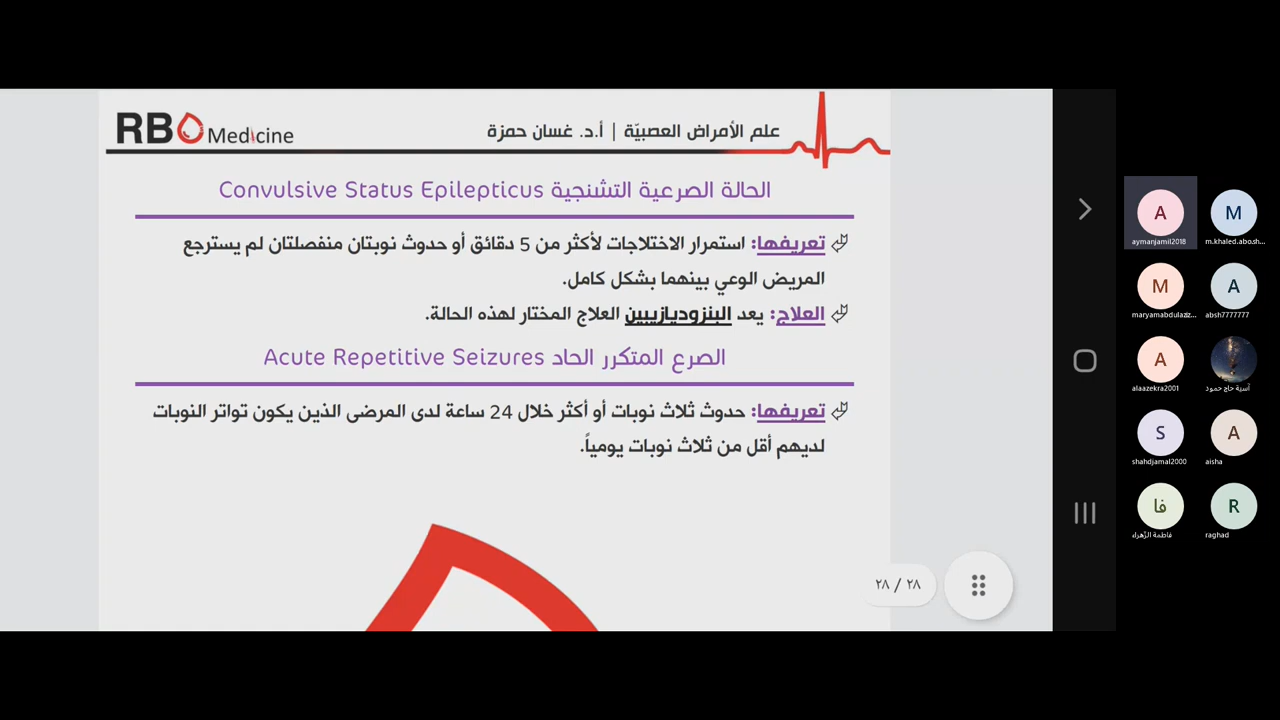 RB Medicine
علم الأمراض العصبيّة | أ.د. غسان حمزة
الحالة الصرعية التشنجية Convulsive Status Epilepticus
تعريفها: استمرار الاختلاجات لأكثر من 5 دقائق أو حدوث نوبتان منفصلتان لم يسترجع
المريض الوعي بينهما بشكل كامل.
العلاج: يعد البنزوديازيبين العلاج المختار لهذه الحالة.
الصرع المتكرر الحاد Acute Repetitive Seizures
تعريفها: حدوث ثلاث نوبات أو أكثر خلال 24 ساعة لدى المرضى الذين يكون تواتر النوبات
لديهم أقل من ثلاث نوبات يومياً.
٢٨ / ٢٨
A
aymanjamil2018
M
m.khaled.abo.sh...
M
maryamabdulaziz...
A
absh7777777
A
alaazekra2001
آسية حاج حمود
S
shahdjamal2000
A
aisha
فا
فاطمة الزهراء
R
raghad